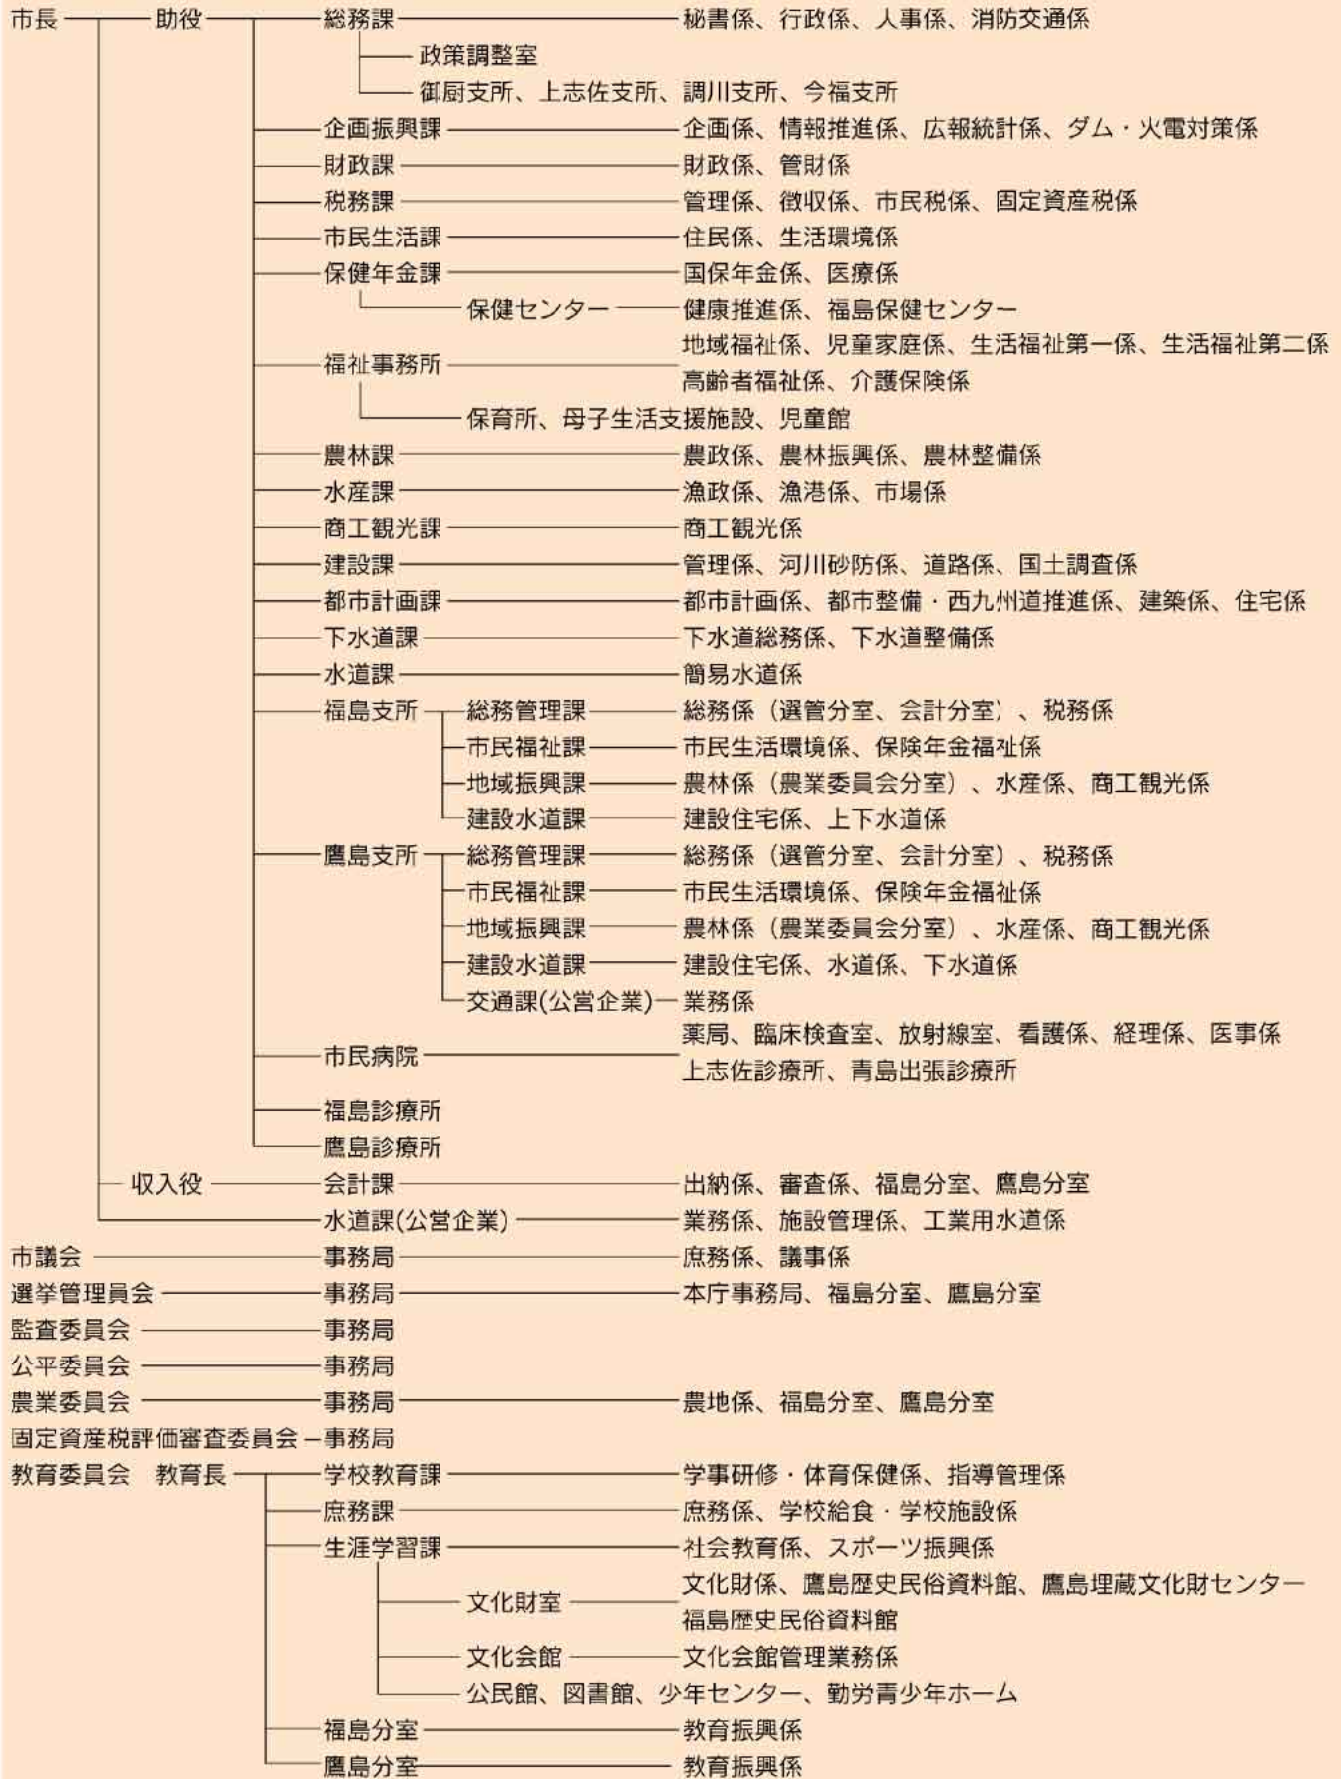 市長 助役 総務課 秘書係、行政係、人事係、消防交通係
政策調整室
御厨支所、上志佐支所、調川支所、今福支所
企画振興課 企画係、情報推進係、広報統計係、ダム・火電対策係
財政課 財政係、管財係
税務課 管理係、徴収係、市民税係、固定資産税係
市民生活課 住民係、生活環境係
保健年金課 国保年金係、医療係
保健センター 健康推進係、福島保健センター
地域福祉係、児童家庭係、生活福祉第一係、生活福祉第二係
福祉事務所
高齢者福祉係、介護保険係
保育所、母子生活支援施設、児童館
農林課 農政係、農林振興係、農林整備係
水産課 漁政係、漁港係、市場係
商工観光課 商工観光係
建設課 管理係、河川砂防係、道路係、国土調査係
都市計画課 都市計画係、都市整備・西九州道推進係、建築係、住宅係
下水道課 下水道総務係、下水道整備係
水道課 簡易水道係
福島支所 総務管理課 総務係（選管分室、会計分室）、税務係
市民福祉課 市民生活環境係、保険年金福祉係
地域振興課 農林係（農業委員会分室）、水産係、商工観光係
建設水道課 建設住宅係、上下水道係
鷹島支所 総務管理課 総務係（選管分室、会計分室）、税務係
市民福祉課 市民生活環境係、保険年金福祉係
地域振興課 農林係（農業委員会分室）、水産係、商工観光係
建設水道課 建設住宅係、水道係、下水道係
交通課(公営企業) 業務係
薬局、臨床検査室、放射線室、看護係、経理係、医事係
市民病院
上志佐診療所、青島出張診療所
福島診療所
鷹島診療所
収入役 会計課 出納係、審査係、福島分室、鷹島分室
水道課(公営企業) 業務係、施設管理係、工業用水道係
市議会 事務局 庶務係、議事係
選挙管理員会 事務局 本庁事務局、福島分室、鷹島分室
監査委員会 事務局
公平委員会 事務局
農業委員会 事務局 農地係、福島分室、鷹島分室
固定資産税評価審査委員会 事務局
教育委員会 教育長 学校教育課 学事研修・体育保健係、指導管理係
庶務課 庶務係、学校給食・学校施設係
生涯学習課 社会教育係、スポーツ振興係
文化財係、鷹島歴史民俗資料館、鷹島埋蔵文化財センター
文化財室
福島歴史民俗資料館
文化会館 文化会館管理業務係
公民館、図書館、少年センター、勤労青少年ホーム
福島分室 教育振興係
鷹島分室 教育振興係